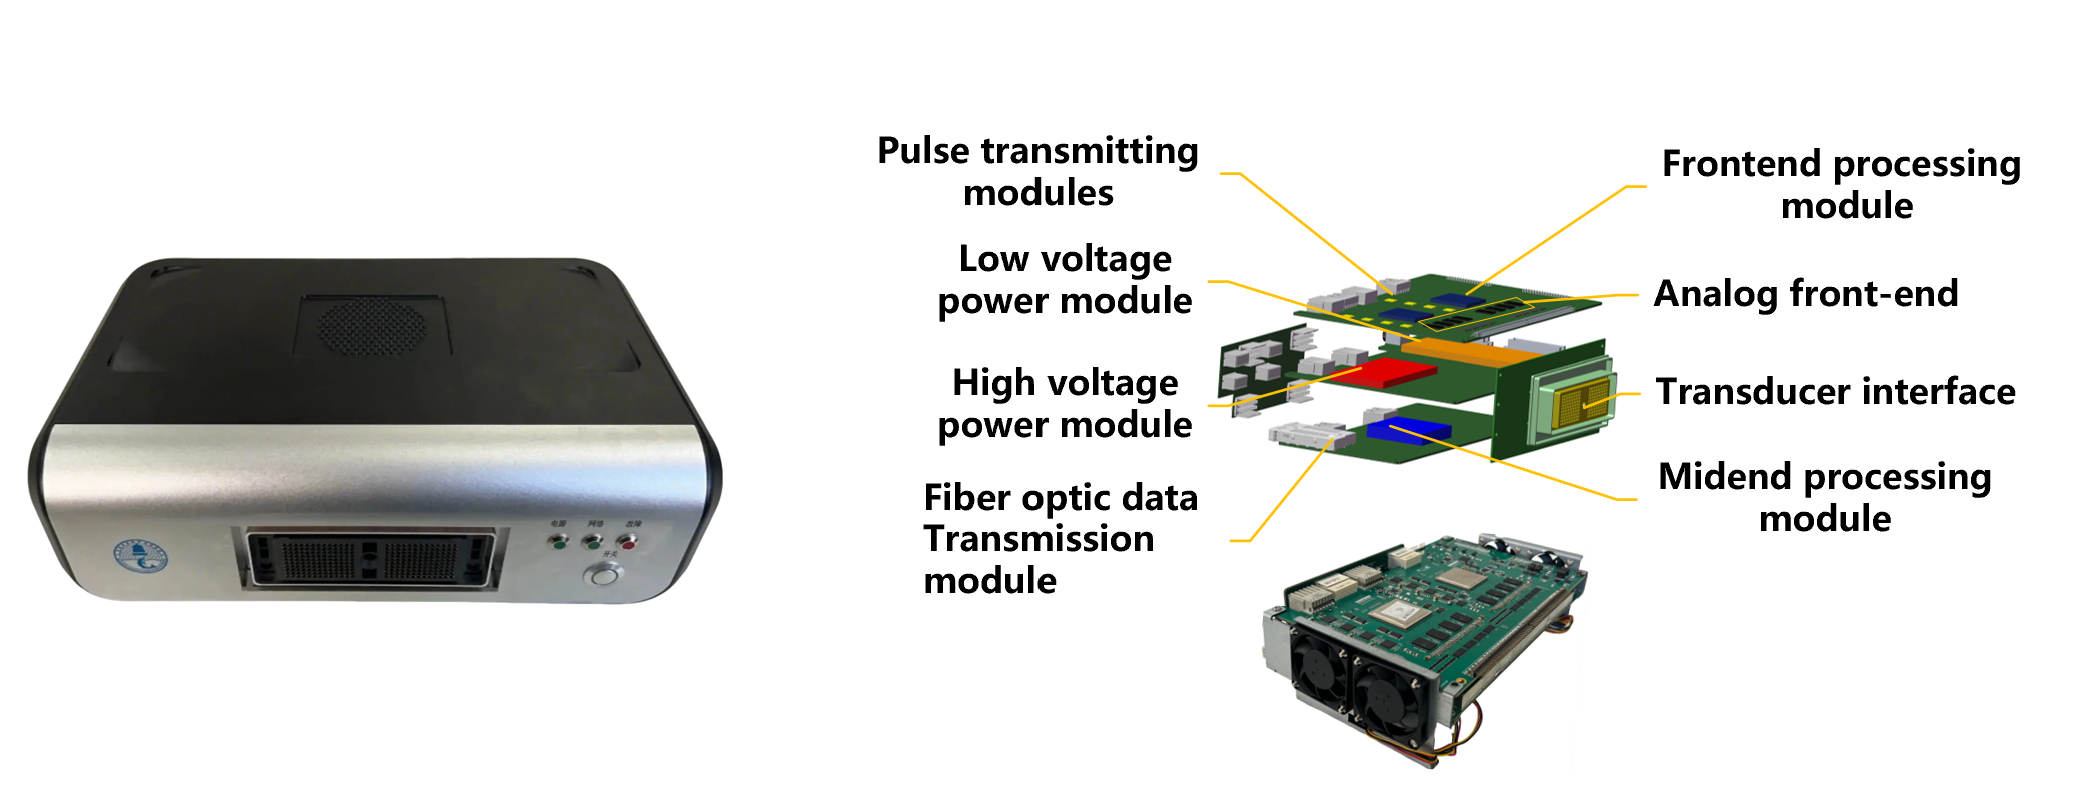 Pulse transmitting
modules
Low voltage
power module
High voltage
power module
Fiber optic data
Transmission
module
Frontend processing
module
Analog front-end
Transducer interface
Midend processing
module
电源 网络 故障
开关